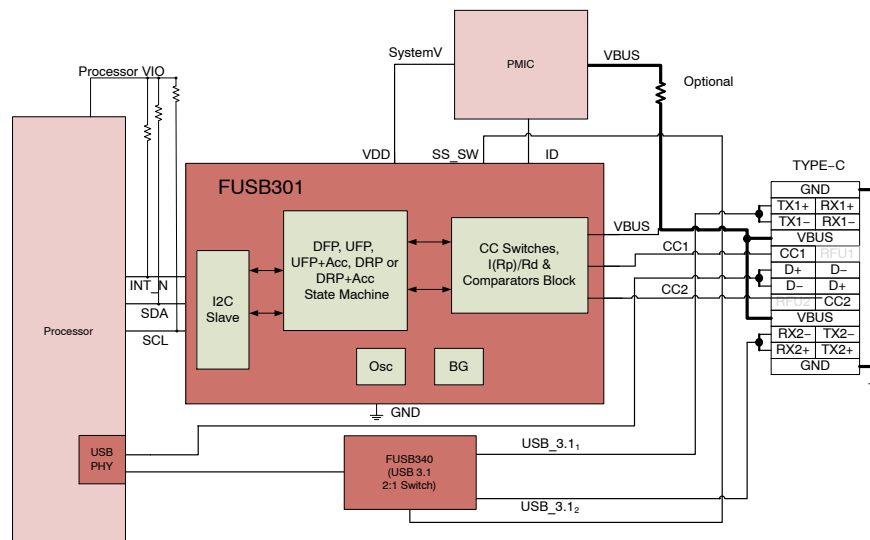 SystemV
PMIC
VBUS
Optional
Processor VIO
VDD
SS_SW
ID
TYPE-C
FUSB301
GND
TX1+ RX1+
TX1- RX1-
VBUS
CC1 RFU1
D+ D-
D- D+
RFU2 CC2
VBUS
RX2- TX2-
RX2+ TX2+
GND
VBUS
CC1
CC2
DFP, UFP,
UFP+Acc, DRP or
DRP+Acc
State Machine
CC Switches,
I(Rp)/Rd &
Comparators Block
I2C
Slave
INT_N
SDA
SCL
Processor
Osc
BG
GND
USB
PHY
FUSB340
(USB 3.1
2:1 Switch)
USB_3.1₁
USB_3.1₂